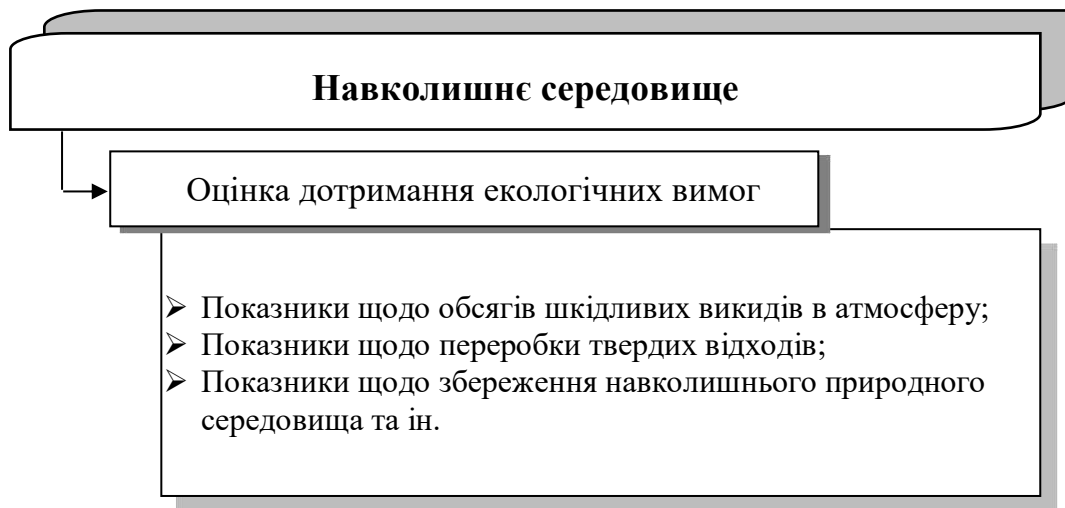 Навколишнє середовище
Оцінка дотримання екологічних вимог
➢ Показники щодо обсягів шкідливих викидів в атмосферу;
➢ Показники щодо переробки твердих відходів;
➢ Показники щодо збереження навколишнього природного
середовища та ін.